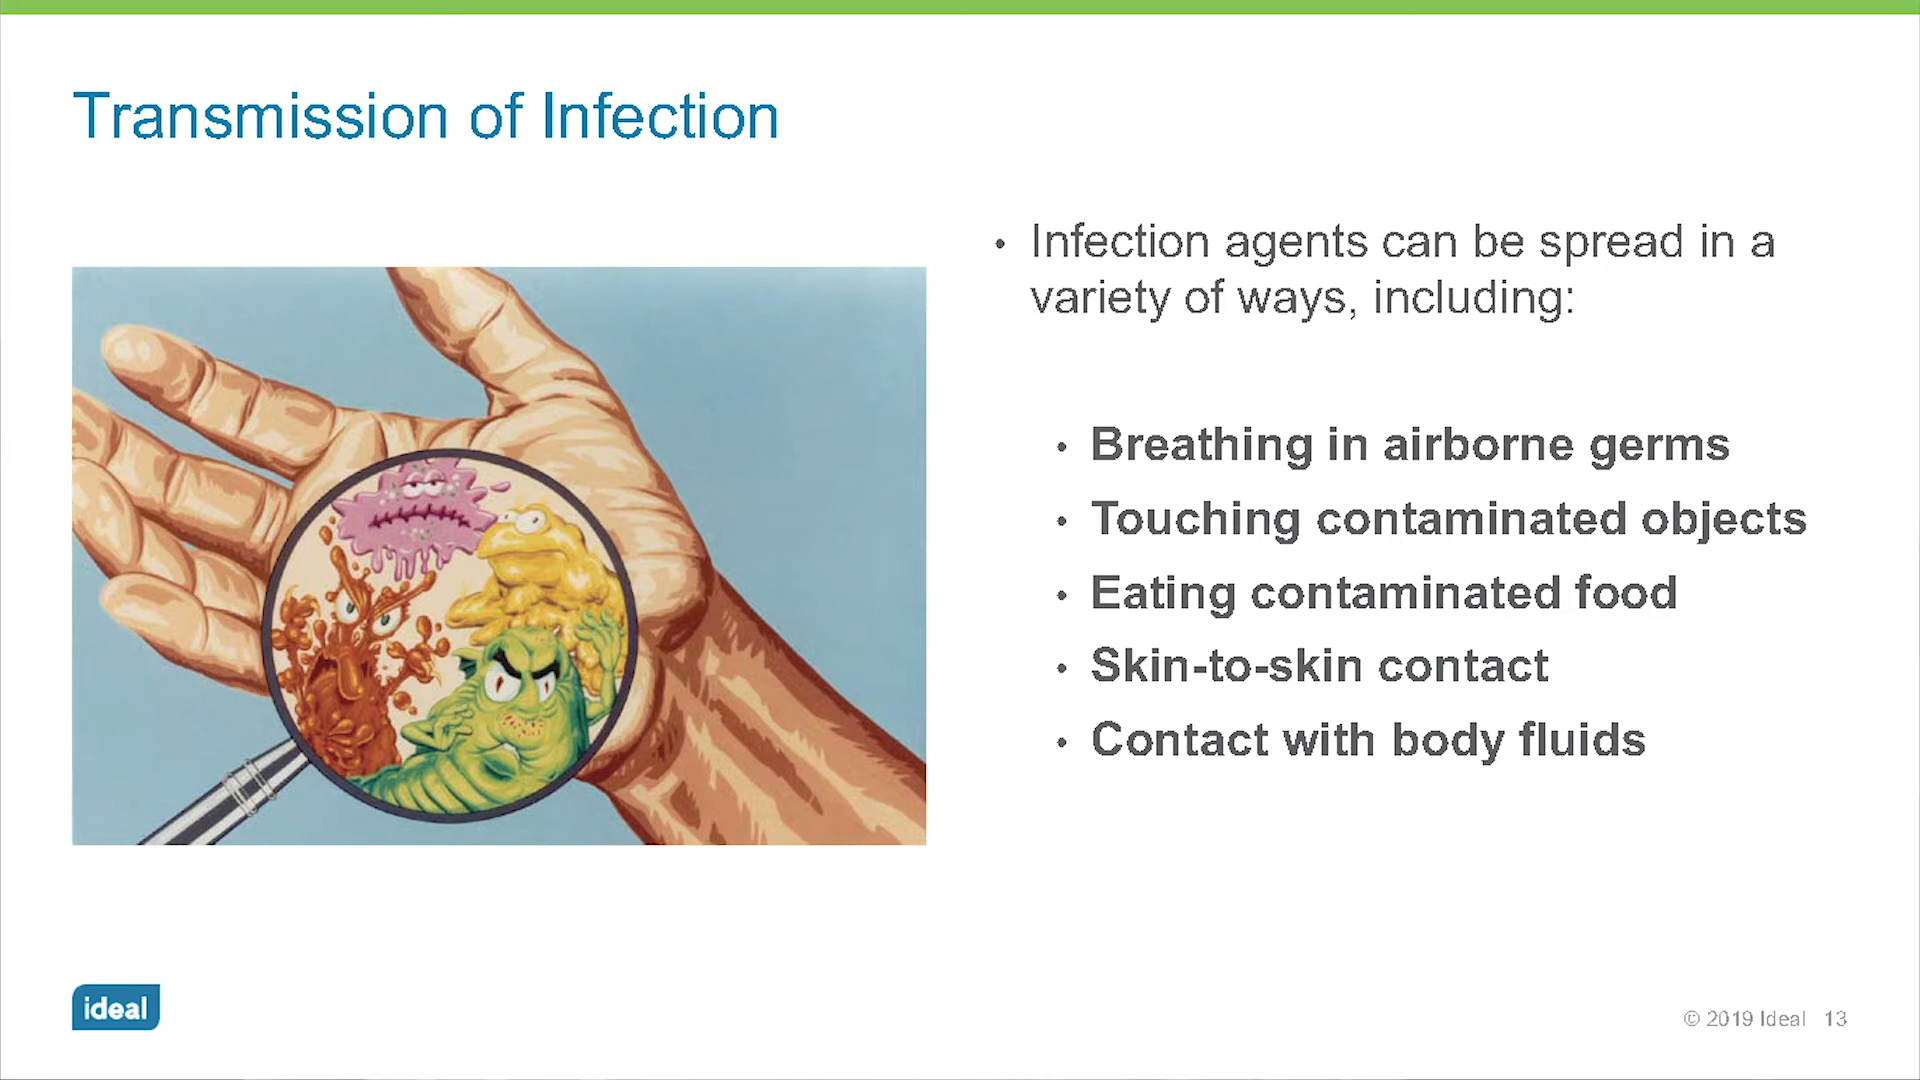 Transmission of Infection
• Infection agents can be spread in a
variety of ways, including:
• Breathing in airborne germs
• Touching contaminated objects
• Eating contaminated food
• Skin-to-skin contact
• Contact with body fluids
ideal
© 2019 Ideal 13